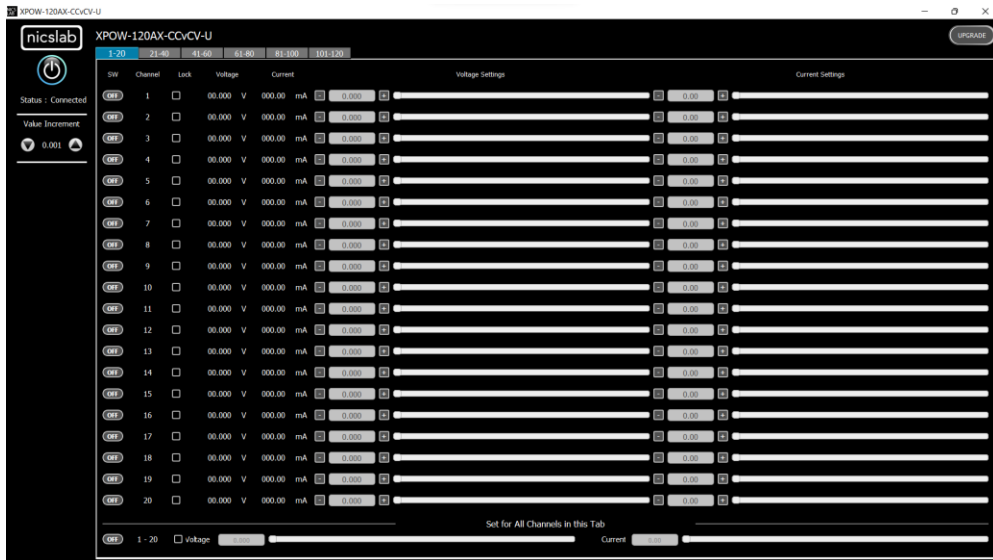 XPOW-120AX-CCvCV-U
nicslab
XPOW-120AX-CCvCV-U
UPGRADE
1-20 21-40 41-60 61-80 81-100 101-120
SW Channel Lock Voltage Current Voltage Settings Current Settings
Status : Connected
Value Increment
0.001
OFF 1 00.000 V 000.00 mA - 0.000 + - 0.00 +
OFF 2 00.000 V 000.00 mA - 0.000 + - 0.00 +
OFF 3 00.000 V 000.00 mA - 0.000 + - 0.00 +
OFF 4 00.000 V 000.00 mA - 0.000 + - 0.00 +
OFF 5 00.000 V 000.00 mA - 0.000 + - 0.00 +
OFF 6 00.000 V 000.00 mA - 0.000 + - 0.00 +
OFF 7 00.000 V 000.00 mA - 0.000 + - 0.00 +
OFF 8 00.000 V 000.00 mA - 0.000 + - 0.00 +
OFF 9 00.000 V 000.00 mA - 0.000 + - 0.00 +
OFF 10 00.000 V 000.00 mA - 0.000 + - 0.00 +
OFF 11 00.000 V 000.00 mA - 0.000 + - 0.00 +
OFF 12 00.000 V 000.00 mA - 0.000 + - 0.00 +
OFF 13 00.000 V 000.00 mA - 0.000 + - 0.00 +
OFF 14 00.000 V 000.00 mA - 0.000 + - 0.00 +
OFF 15 00.000 V 000.00 mA - 0.000 + - 0.00 +
OFF 16 00.000 V 000.00 mA - 0.000 + - 0.00 +
OFF 17 00.000 V 000.00 mA - 0.000 + - 0.00 +
OFF 18 00.000 V 000.00 mA - 0.000 + - 0.00 +
OFF 19 00.000 V 000.00 mA - 0.000 + - 0.00 +
OFF 20 00.000 V 000.00 mA - 0.000 + - 0.00 +
Set for All Channels in this Tab
OFF 1 - 20 Voltage 0.000 Current 0.00